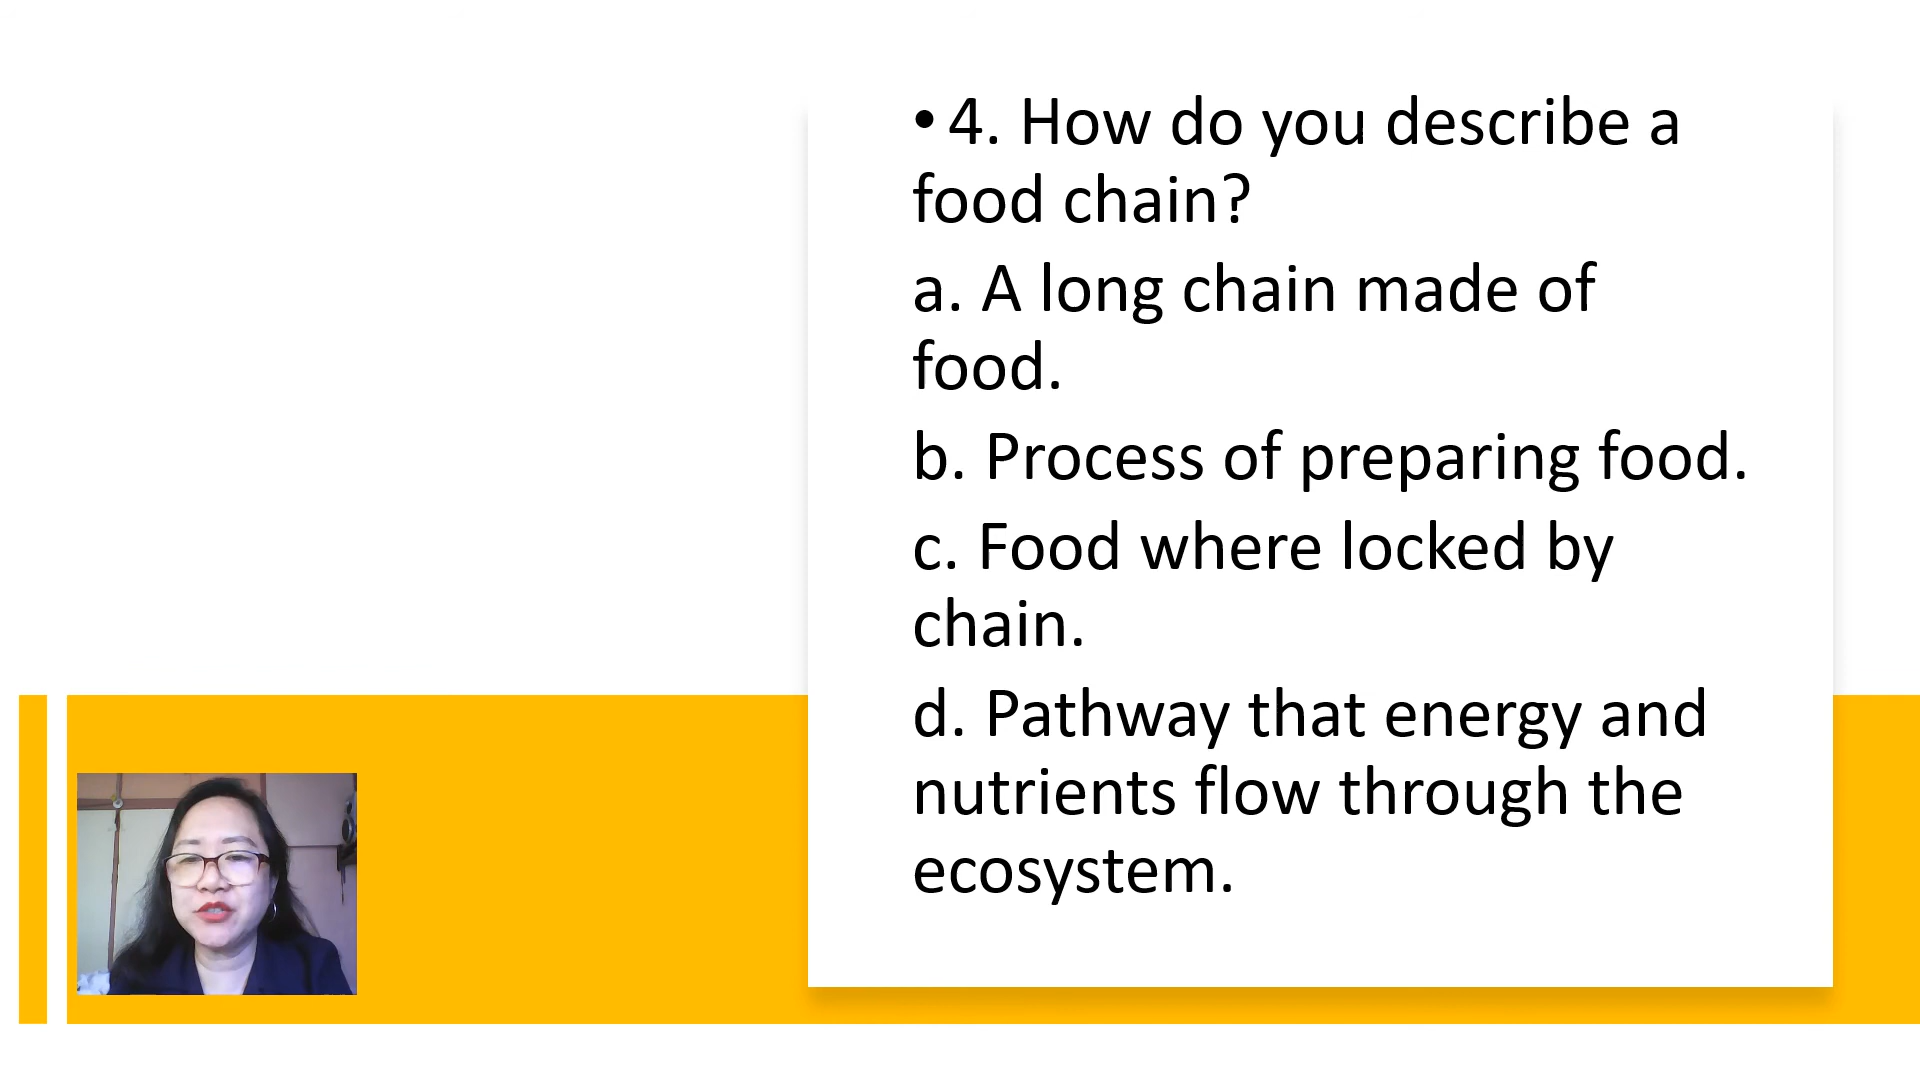 • 4. How do you describe a
food chain?
a. A long chain made of
food.
b. Process of preparing food.
c. Food where locked by
chain.
d. Pathway that energy and
nutrients flow through the
ecosystem.